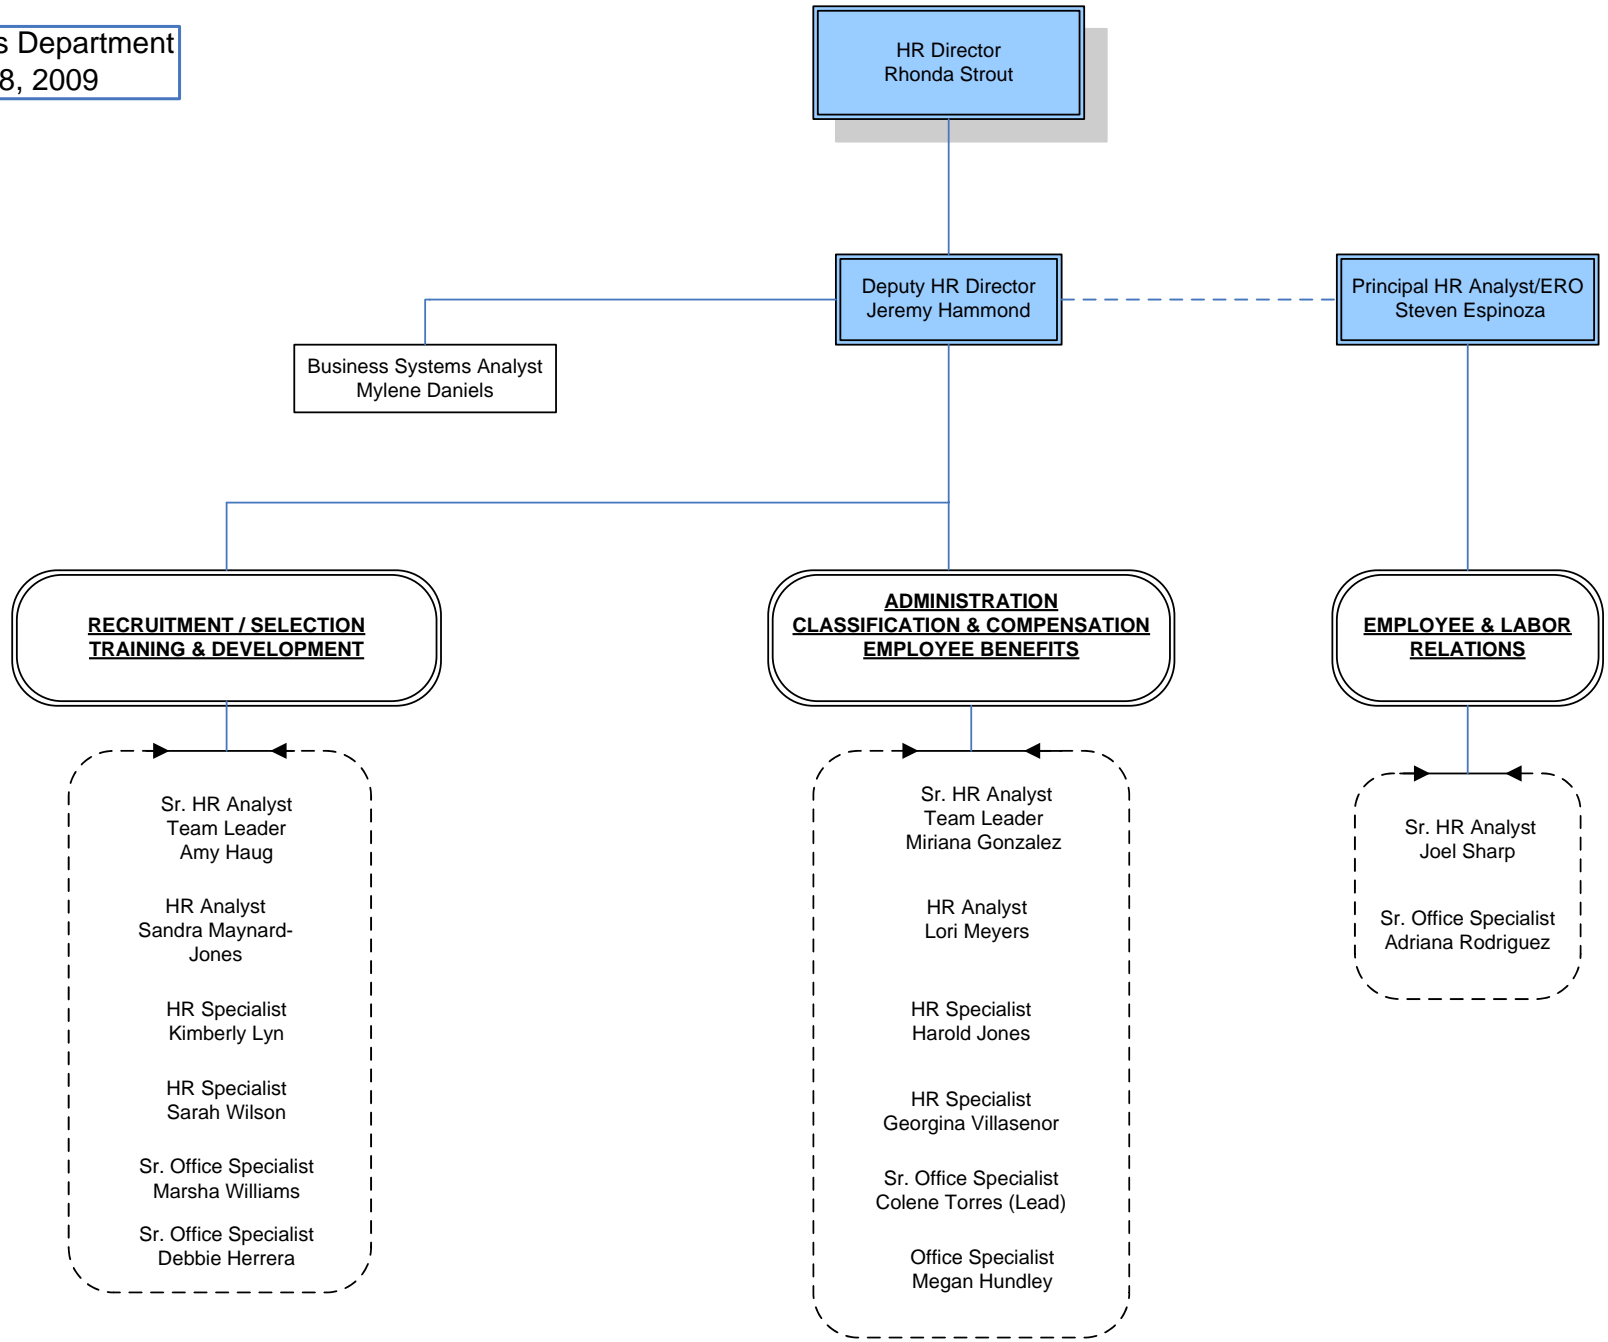 Department
8, 2009
HR Director
Rhonda Strout
Deputy HR Director
Jeremy Hammond
Principal HR Analyst/ERO
Steven Espinoza
Business Systems Analyst
Mylene Daniels
RECRUITMENT / SELECTION
TRAINING & DEVELOPMENT
ADMINISTRATION
CLASSIFICATION & COMPENSATION
EMPLOYEE BENEFITS
EMPLOYEE & LABOR
RELATIONS
Sr. HR Analyst
Team Leader
Amy Haug
HR Analyst
Sandra Maynard-
Jones
HR Specialist
Kimberly Lyn
HR Specialist
Sarah Wilson
Sr. Office Specialist
Marsha Williams
Sr. Office Specialist
Debbie Herrera
Sr. HR Analyst
Team Leader
Miriana Gonzalez
HR Analyst
Lori Meyers
HR Specialist
Harold Jones
HR Specialist
Georgina Villasenor
Sr. Office Specialist
Colene Torres (Lead)
Office Specialist
Megan Hundley
Sr. HR Analyst
Joel Sharp
Sr. Office Specialist
Adriana Rodriguez